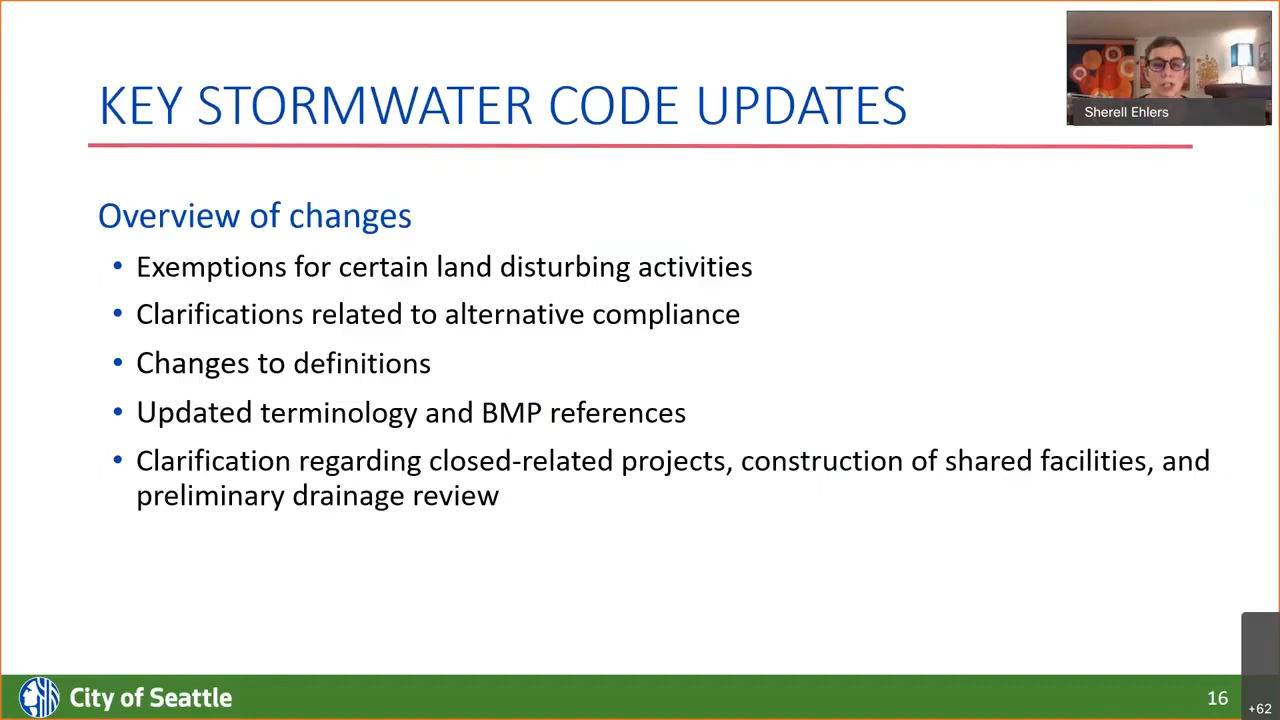 KEY STORMWATER CODE UPDATES
Sherell Ehlers
Overview of changes
• Exemptions for certain land disturbing activities
• Clarifications related to alternative compliance
• Changes to definitions
• Updated terminology and BMP references
• Clarification regarding closed-related projects, construction of shared facilities, and
preliminary drainage review
City of Seattle
16
+62